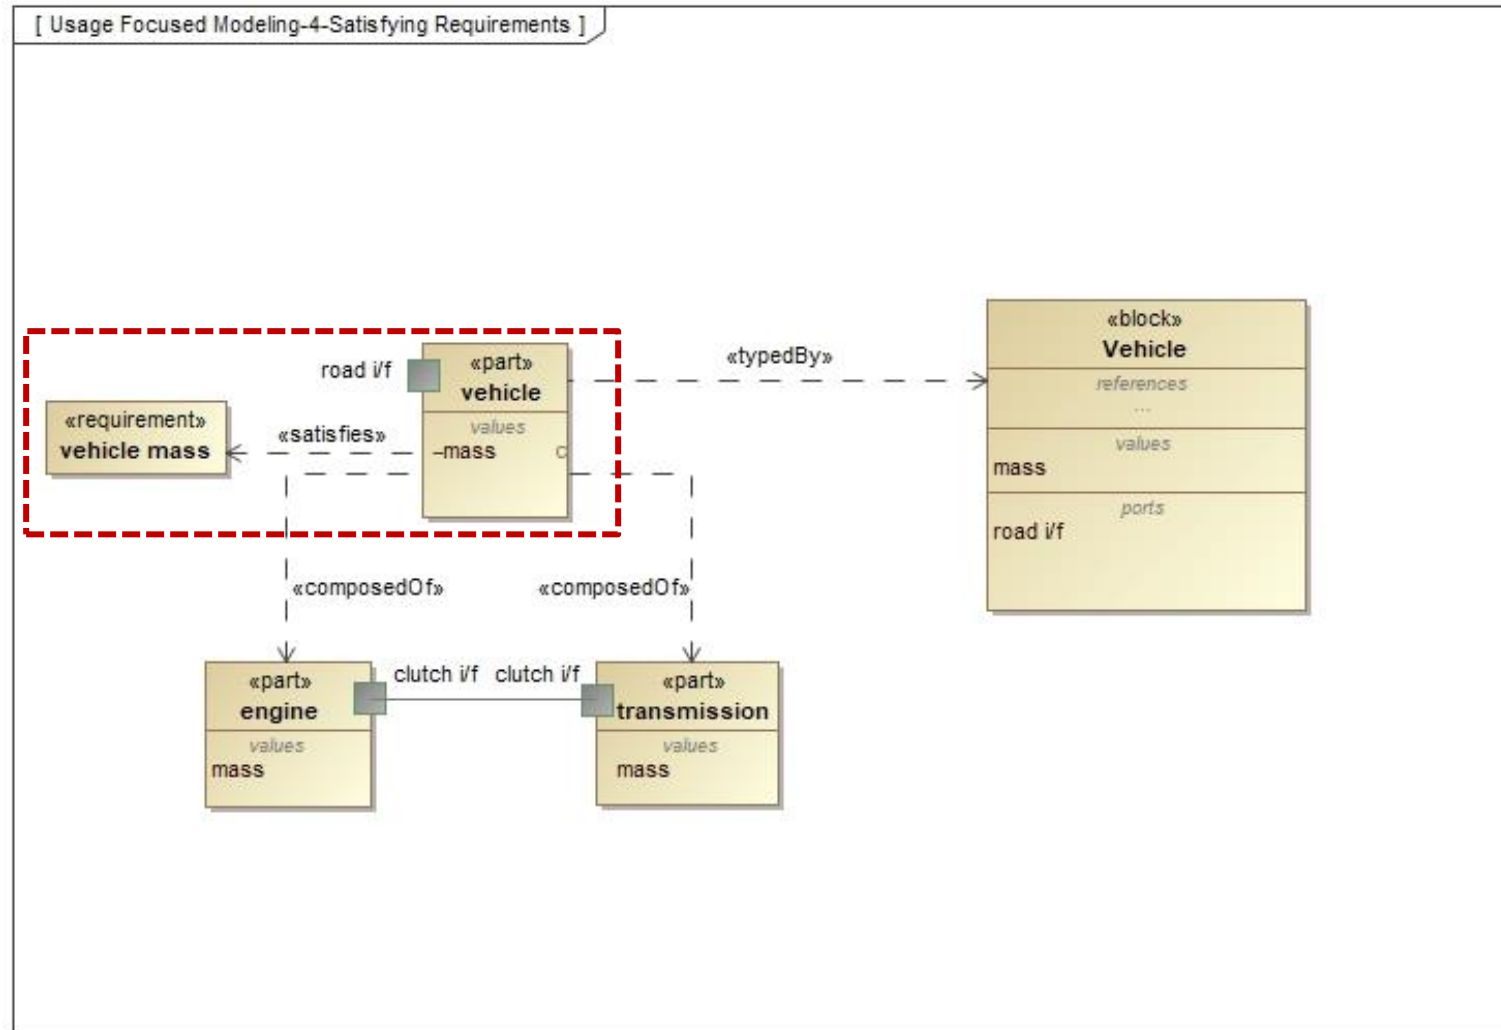 [ Usage Focused Modeling-4-Satisfying Requirements ]
road i/f
«part»
vehicle
values
–mass
c
«requirement»
vehicle mass
«satisfies»
«typedBy»
«block»
Vehicle
references
...
values
mass
ports
road i/f
«composedOf»
«composedOf»
«part»
engine
values
mass
clutch i/f
clutch i/f
«part»
transmission
values
mass